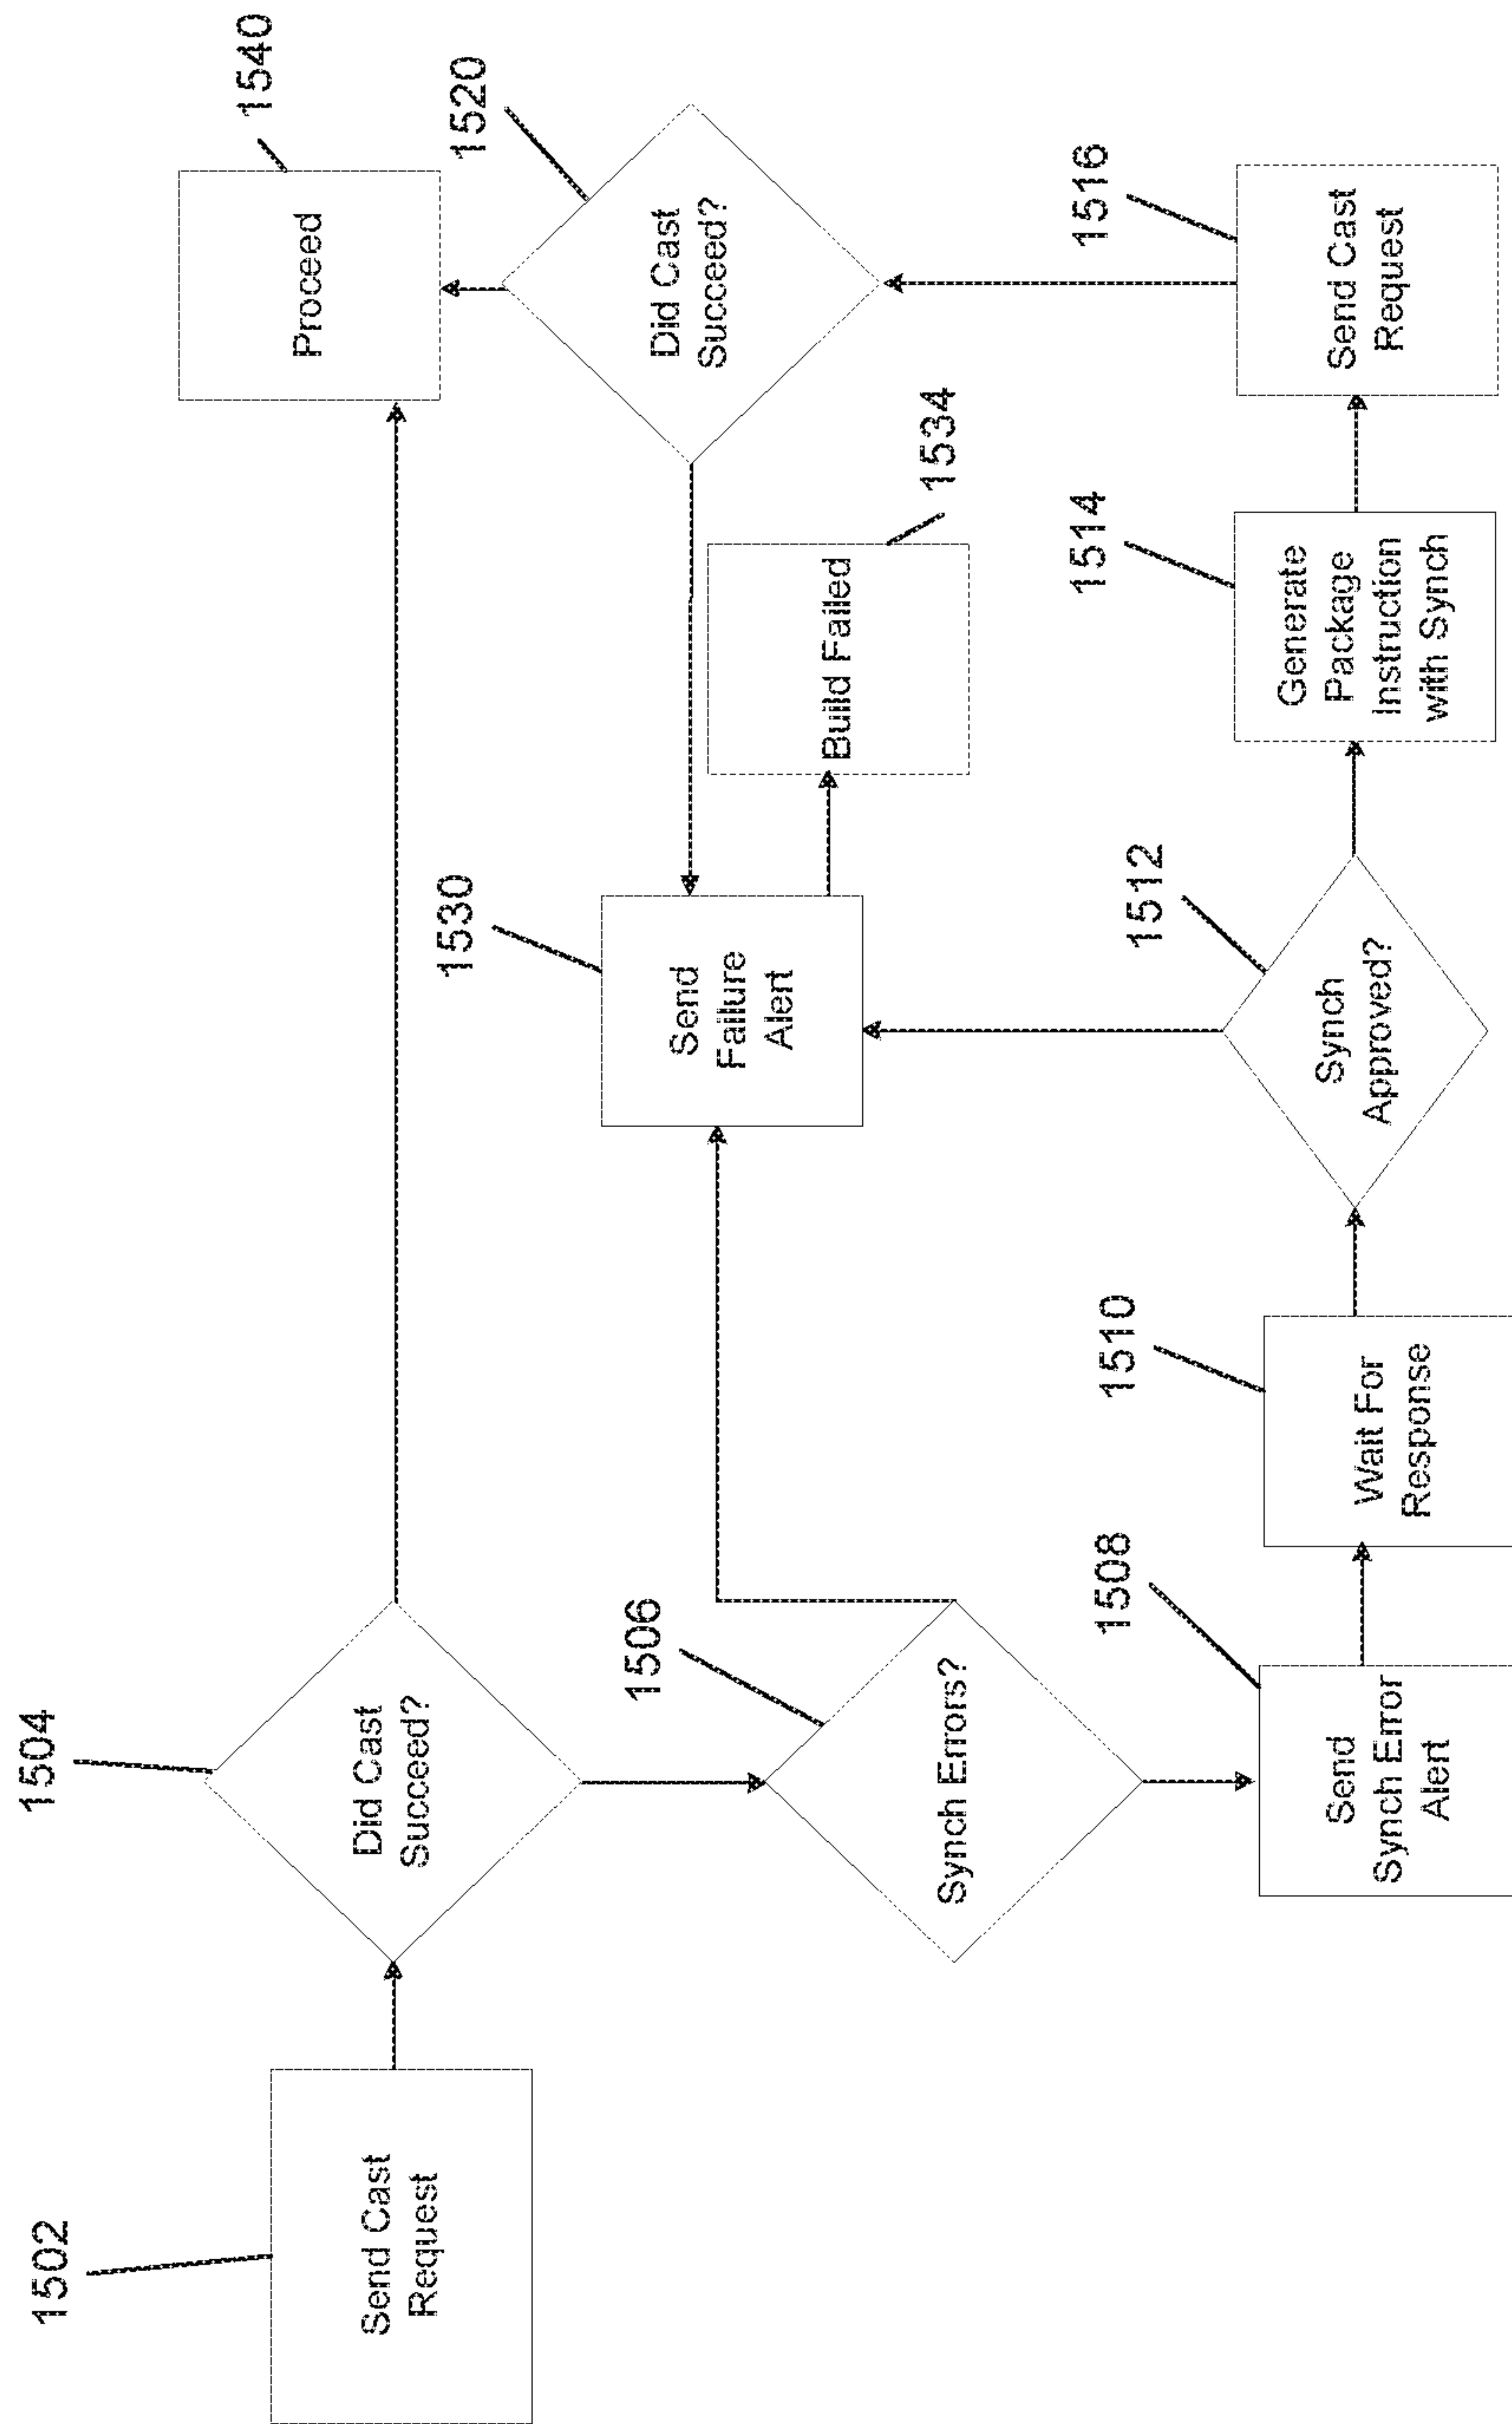 1502
Send Cast
Request
1504
Did Cast
Succeed?
1540
Proceed
1506
Synch Errors?
1530
Send
Failure
Alert
1534
Build Failed
1520
Did Cast
Succeed?
1508
Send
Synch Error
Alert
1510
Wait For
Response
1512
Synch
Approved?
1514
Generate
Package
Instruction
with Synch
1516
Send Cast
Request